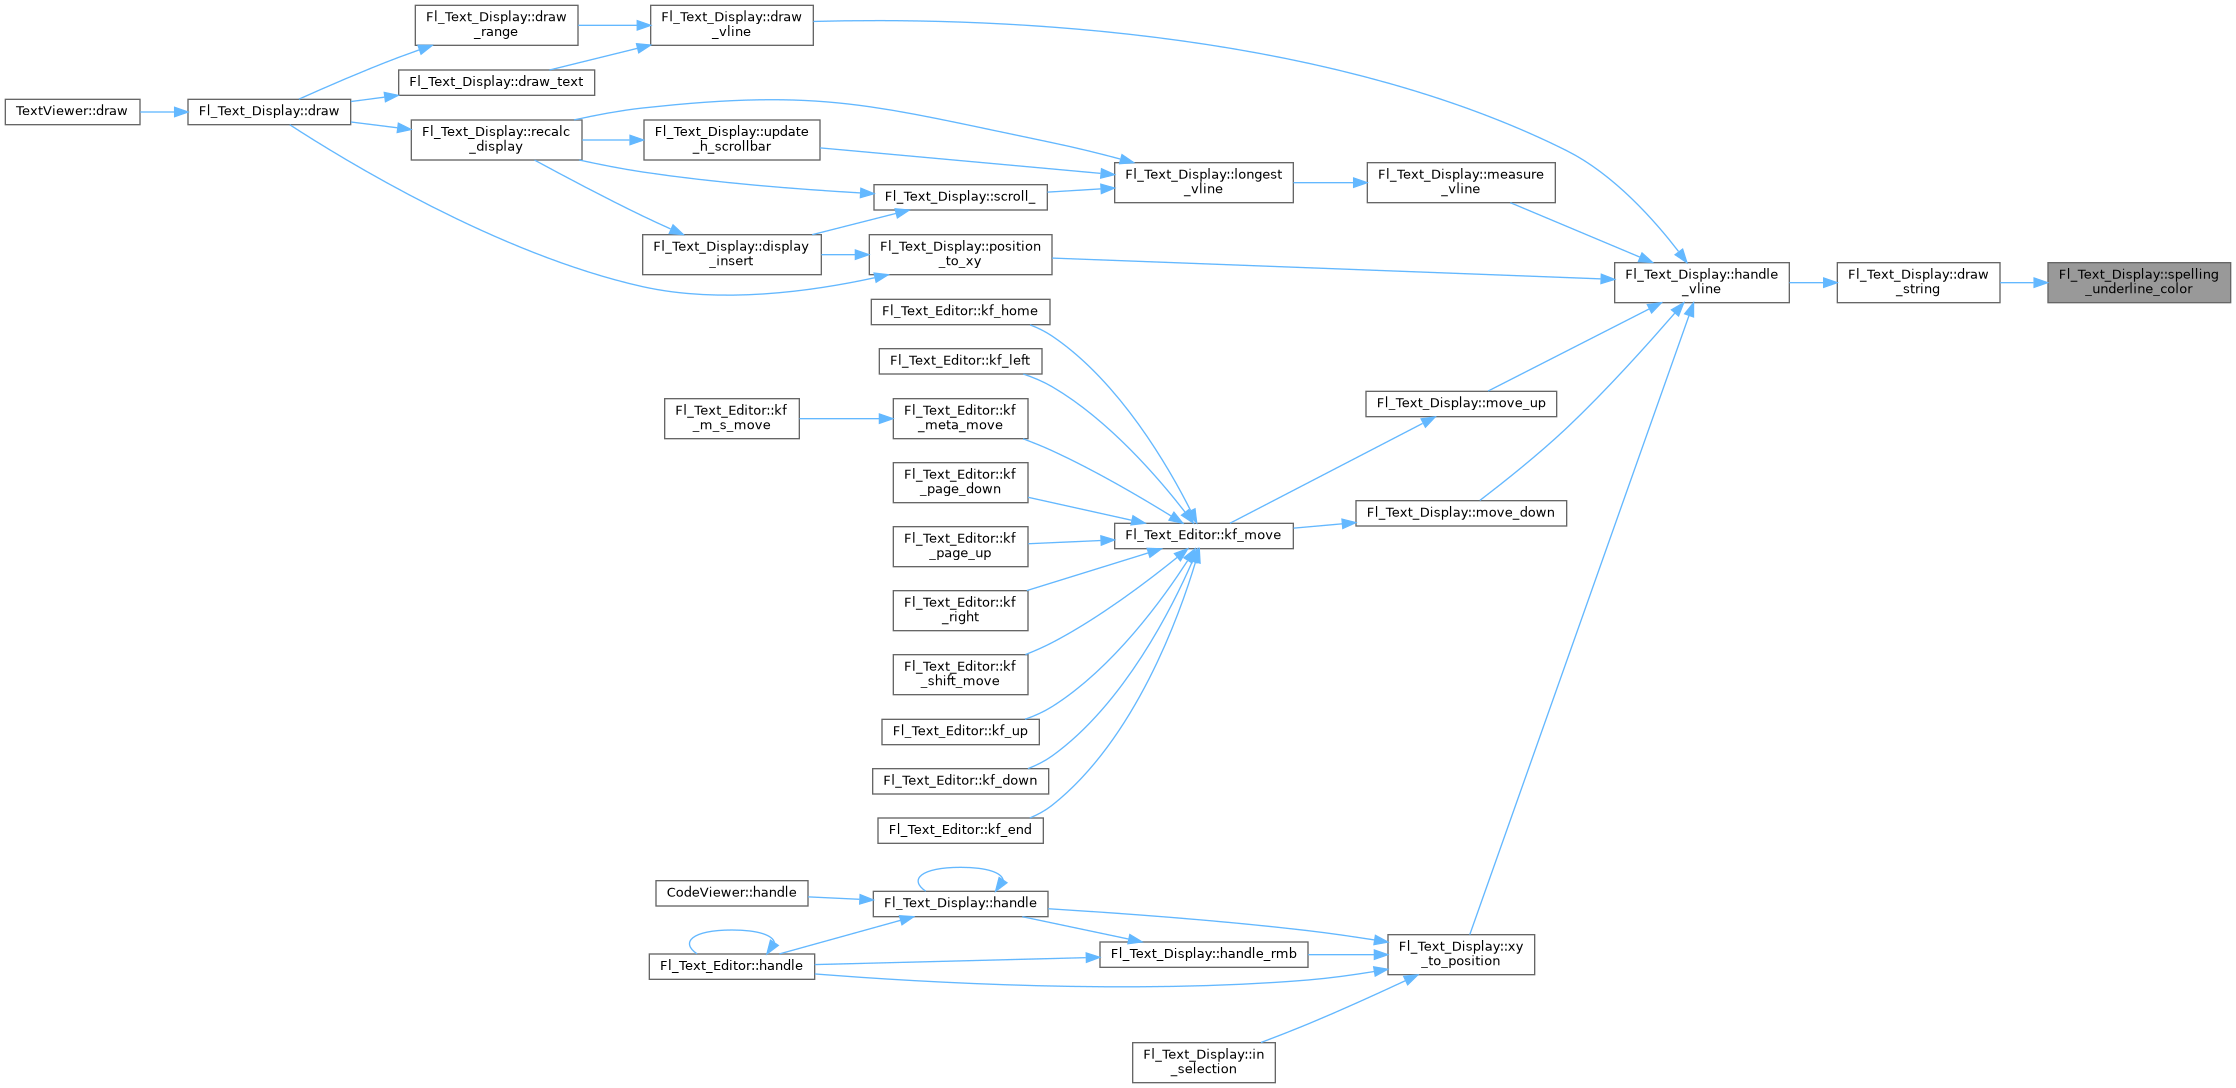 Fl_Text_Display::draw
_range
Fl_Text_Display::draw
_vline
Fl_Text_Display::draw_text
TextViewer::draw
Fl_Text_Display::draw
Fl_Text_Display::recalc
_display
Fl_Text_Display::update
_h_scrollbar
Fl_Text_Display::longest
_vline
Fl_Text_Display::measure
_vline
Fl_Text_Display::scroll_
Fl_Text_Display::display
_insert
Fl_Text_Display::position
_to_xy
Fl_Text_Display::handle
_vline
Fl_Text_Display::draw
_string
Fl_Text_Display::spelling
_underline_color
Fl_Text_Editor::kf_home
Fl_Text_Editor::kf_left
Fl_Text_Editor::kf
_m_s_move
Fl_Text_Editor::kf
_meta_move
Fl_Text_Display::move_up
Fl_Text_Editor::kf
_page_down
Fl_Text_Display::move_down
Fl_Text_Editor::kf_move
Fl_Text_Editor::kf
_page_up
Fl_Text_Editor::kf
_right
Fl_Text_Editor::kf
_shift_move
Fl_Text_Editor::kf_up
Fl_Text_Editor::kf_down
Fl_Text_Editor::kf_end
CodeViewer::handle
Fl_Text_Display::handle
Fl_Text_Editor::handle
Fl_Text_Display::handle_rmb
Fl_Text_Display::xy
_to_position
Fl_Text_Display::in
_selection